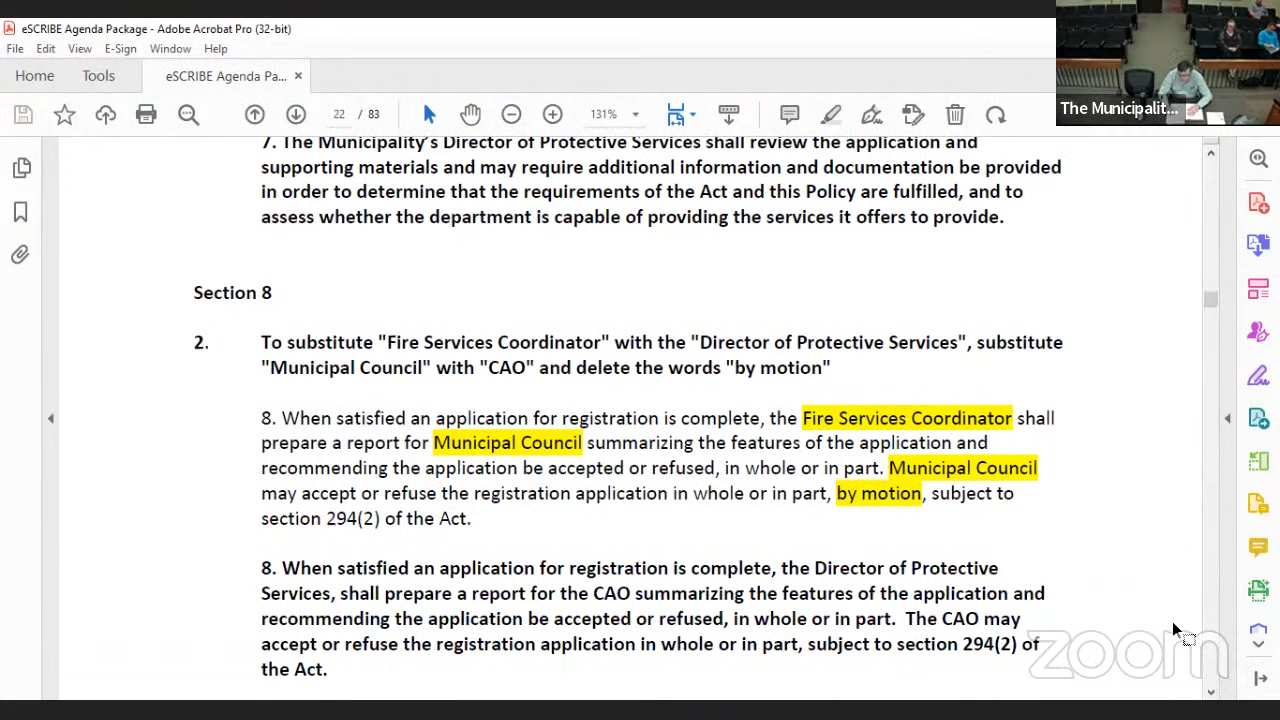 eSCRIBE Agenda Package - Adobe Acrobat Pro (32-bit)
File Edit View E-Sign Window Help
Home Tools eSCRIBE Agenda Pa... ×
22 / 83 131%
The Municipalit...
7. The Municipality's Director of Protective Services shall review the application and
supporting materials and may require additional information and documentation be provided
in order to determine that the requirements of the Act and this Policy are fulfilled, and to
assess whether the department is capable of providing the services it offers to provide.
Section 8
2. To substitute "Fire Services Coordinator" with the "Director of Protective Services", substitute
"Municipal Council" with "CAO" and delete the words "by motion"
8. When satisfied an application for registration is complete, the Fire Services Coordinator shall
prepare a report for Municipal Council summarizing the features of the application and
recommending the application be accepted or refused, in whole or in part. Municipal Council
may accept or refuse the registration application in whole or in part, by motion, subject to
section 294(2) of the Act.
8. When satisfied an application for registration is complete, the Director of Protective
Services, shall prepare a report for the CAO summarizing the features of the application and
recommending the application be accepted or refused, in whole or in part. The CAO may
accept or refuse the registration application in whole or in part, subject to section 294(2) of
the Act.
zoom